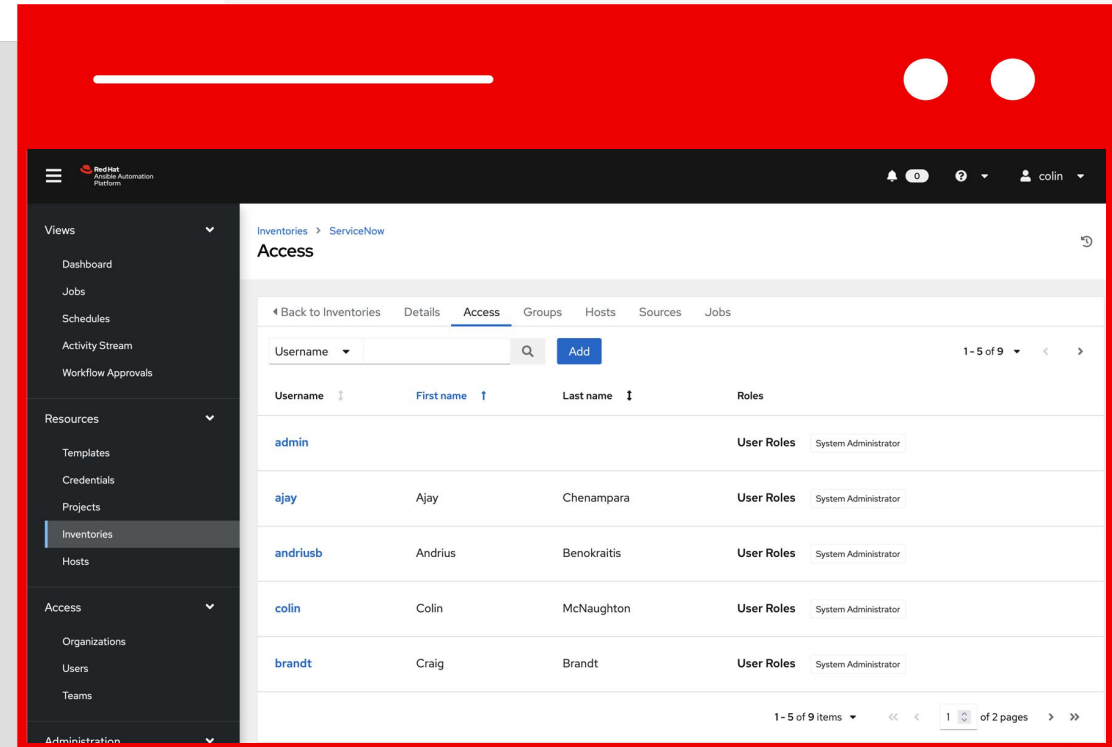 Red Hat
Ansible Automation
Platform
0
colin
Views
Dashboard
Jobs
Schedules
Activity Stream
Workflow Approvals
Resources
Templates
Credentials
Projects
Inventories
Hosts
Access
Organizations
Users
Teams
Administration
Inventories > ServiceNow
Access
Back to Inventories Details Access Groups Hosts Sources Jobs
Username Add 1 - 5 of 9
Username First name Last name Roles
admin User Roles System Administrator
ajay Ajay Chenampara User Roles System Administrator
andriusb Andrius Benokraitis User Roles System Administrator
colin Colin McNaughton User Roles System Administrator
brandt Craig Brandt User Roles System Administrator
1 - 5 of 9 items 1 of 2 pages